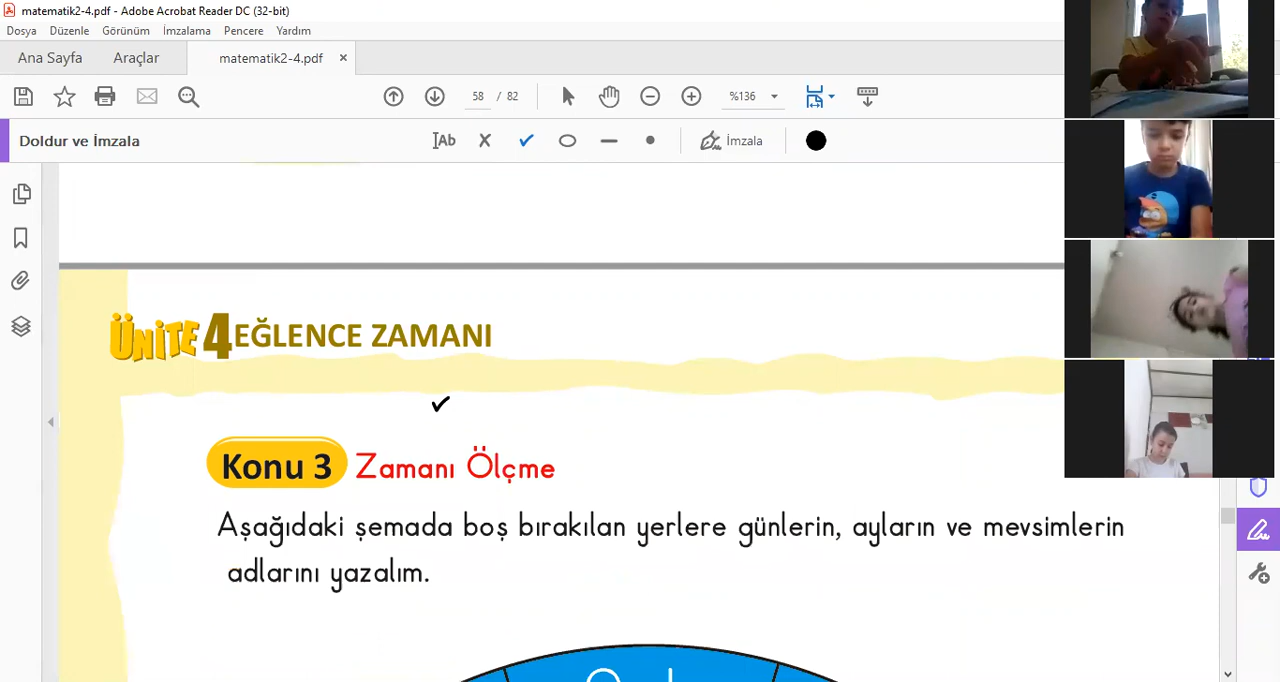 matematik2-4.pdf - Adobe Acrobat Reader DC (32-bit)
Dosya Düzenle Görünüm İmzalama Pencere Yardım
Ana Sayfa Araçlar matematik2-4.pdf
58 / 82 %136
Doldur ve İmzala Ab İmzala
ÜNİTE 4 EĞLENCE ZAMANI
Konu 3 Zamanı Ölçme
Aşağıdaki şemada boş bırakılan yerlere günlerin, ayların ve mevsimlerin
adlarını yazalım.